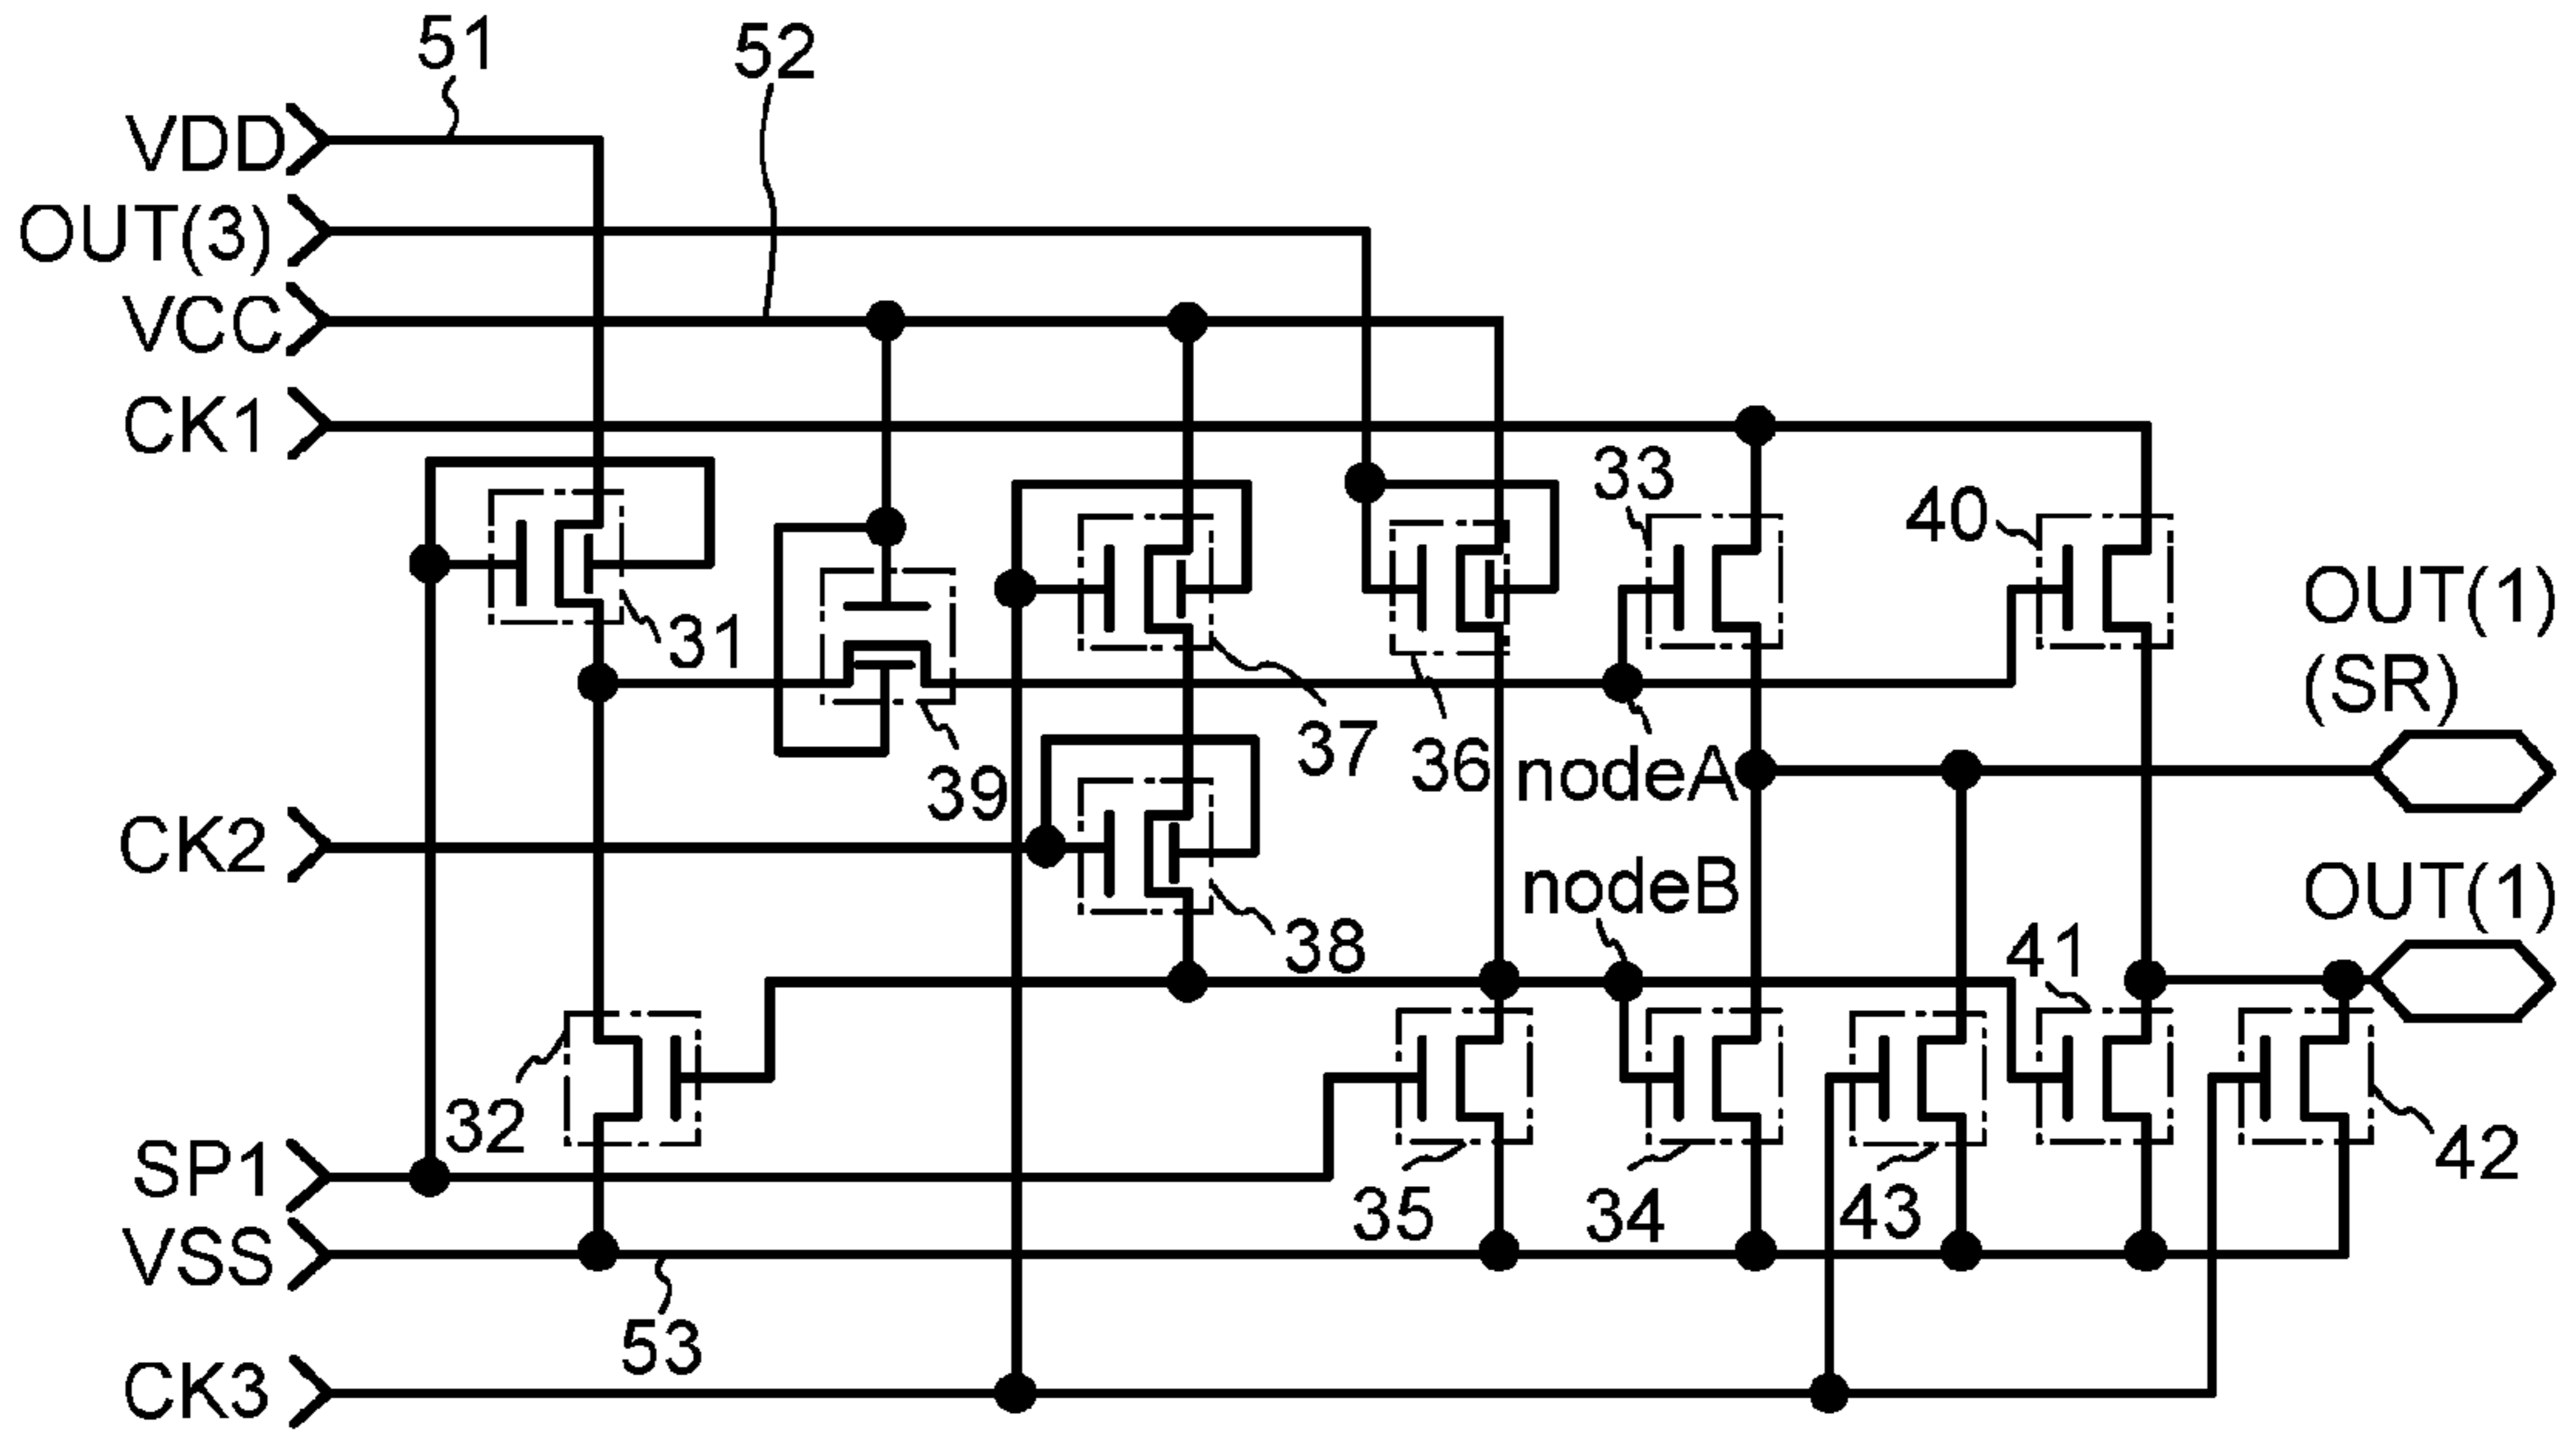 51
52
VDD
OUT(3)
VCC
CK1
33
40
OUT(1)
(SR)
31
37
36
nodeA
39
CK2
nodeB
OUT(1)
38
41
32
SP1
42
35
34
43
VSS
53
CK3